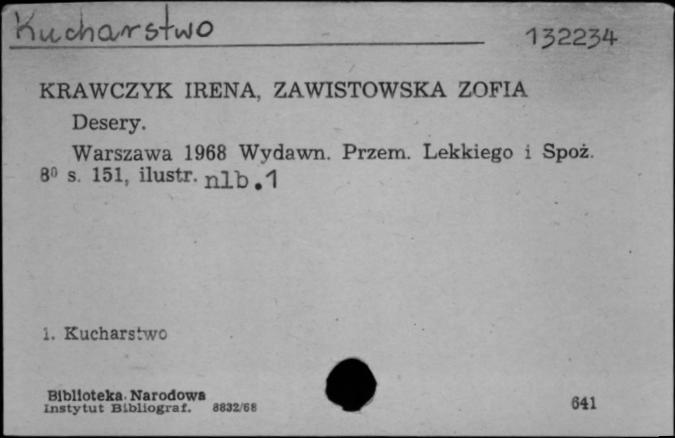 Kucharstwo 132234
KRAWCZYK IRENA, ZAWISTOWSKA ZOFIA
Desery.
Warszawa 1968 Wydawn. Przem. Lekkiego i Spoż.
8⁰ s. 151, ilustr. nlb.1
1. Kucharstwo
Biblioteka Narodowa
Instytut Bibliograf. 8832/68 641